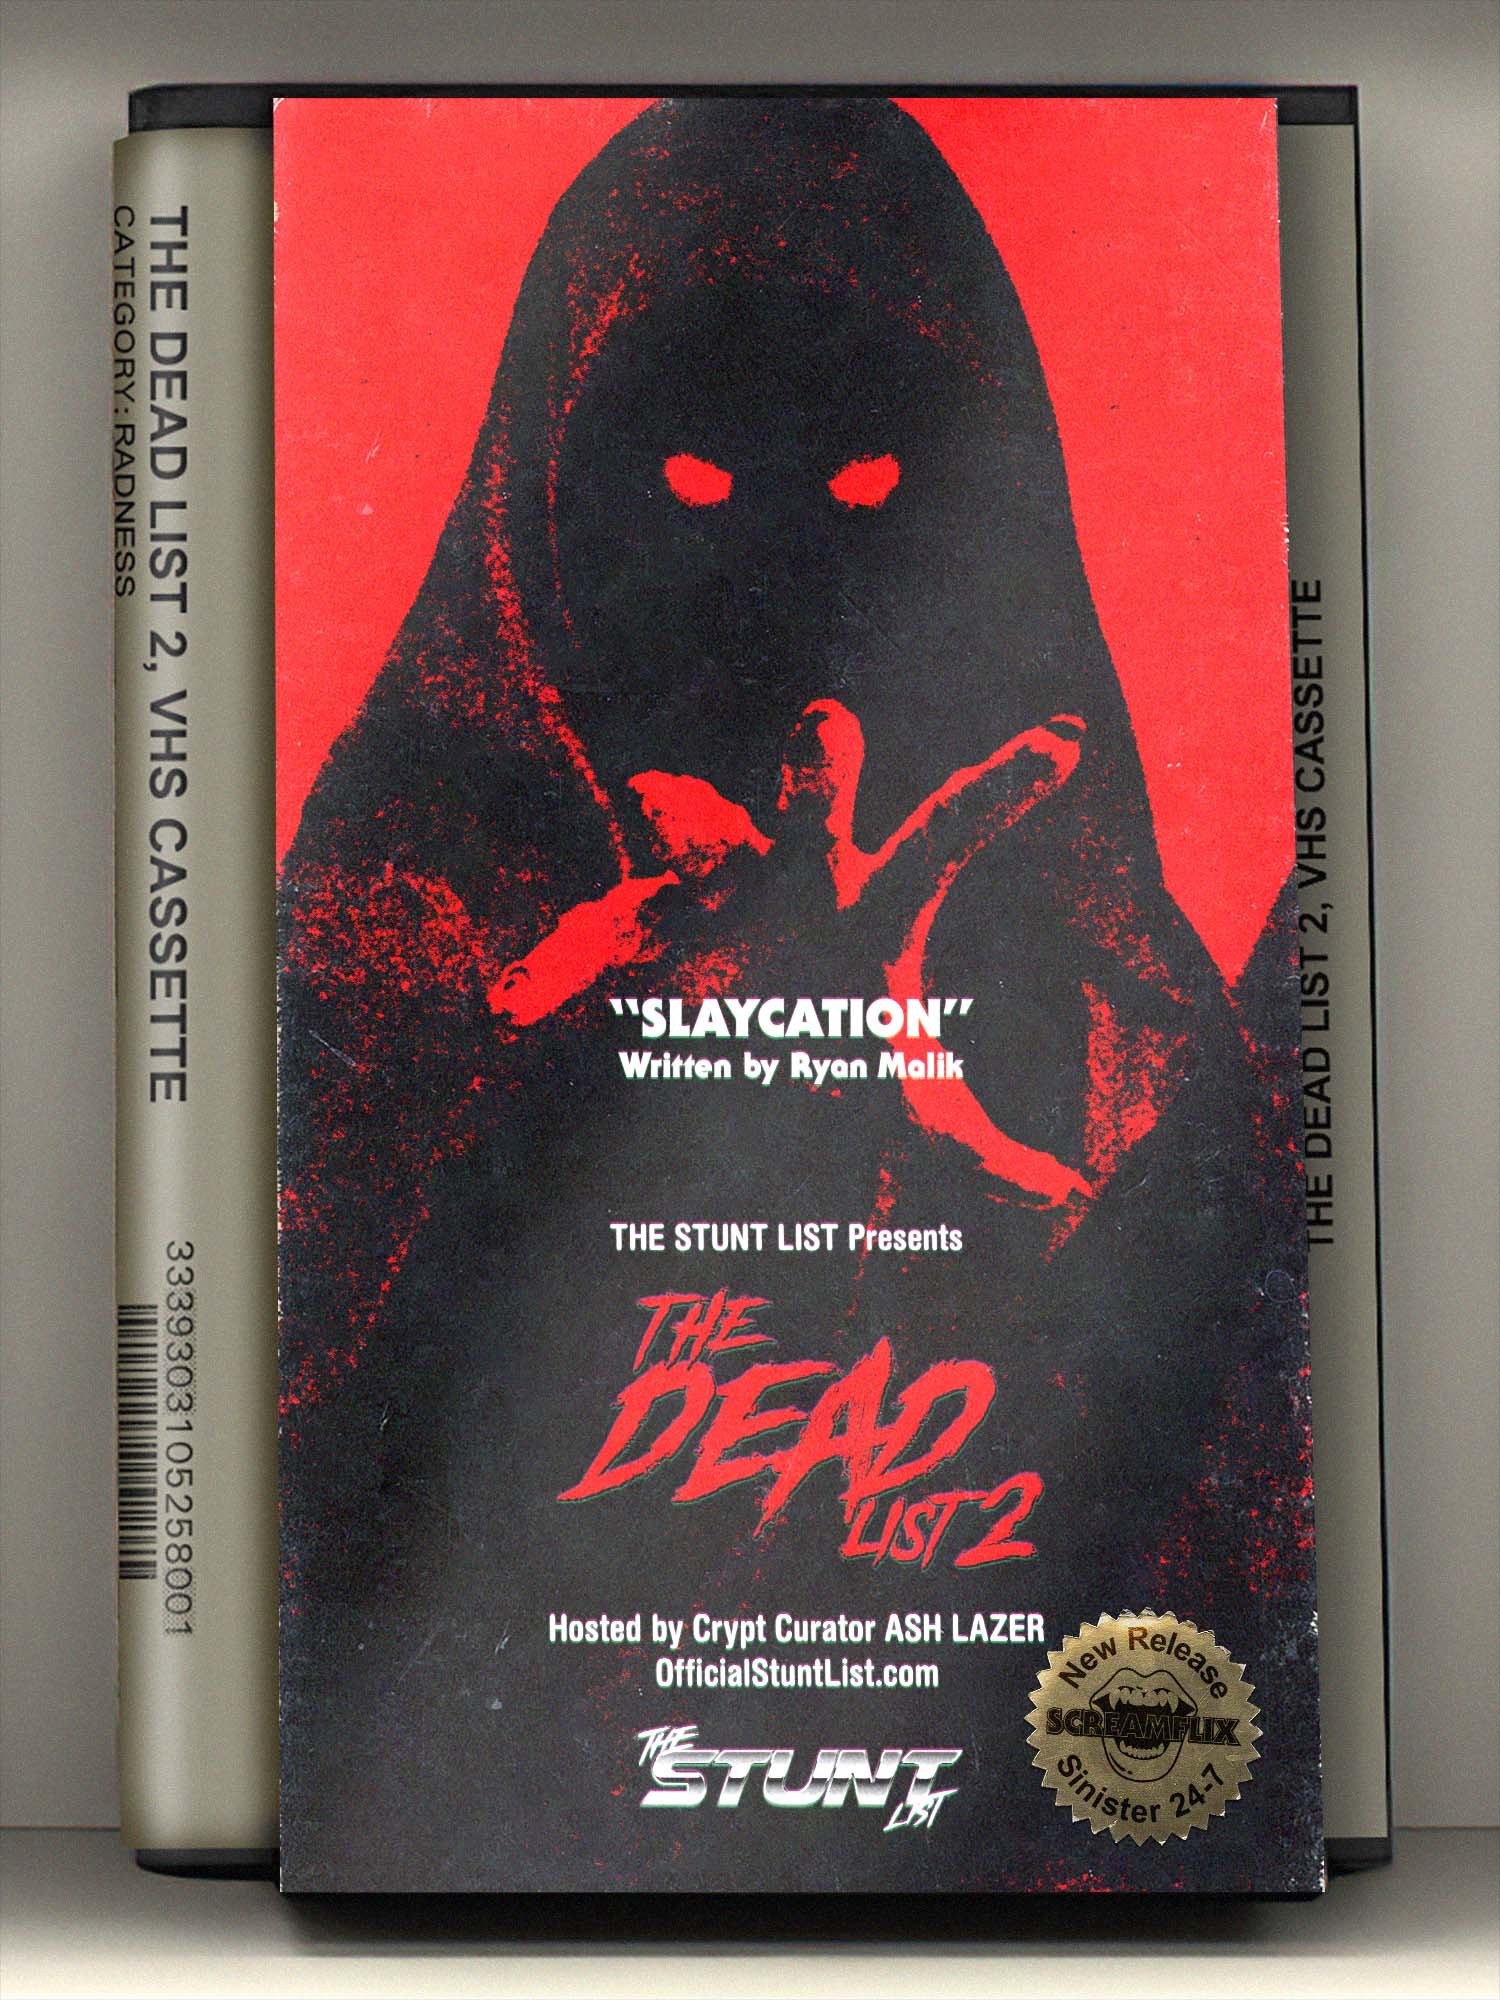 THE DEAD LIST 2, VHS CASSETTE
CATEGORY: RADNESS
3339303105258001
"SLAYCATION"
Written by Ryan Malik
THE STUNT LIST Presents
THE
DEAD
LIST 2
Hosted by Crypt Curator ASH LAZER
OfficialStuntList.com
THE
STUNT
LIST
New Release
SCREAMFLIX
Sinister 24-7
THE DEAD LIST 2, VHS CASSETTE